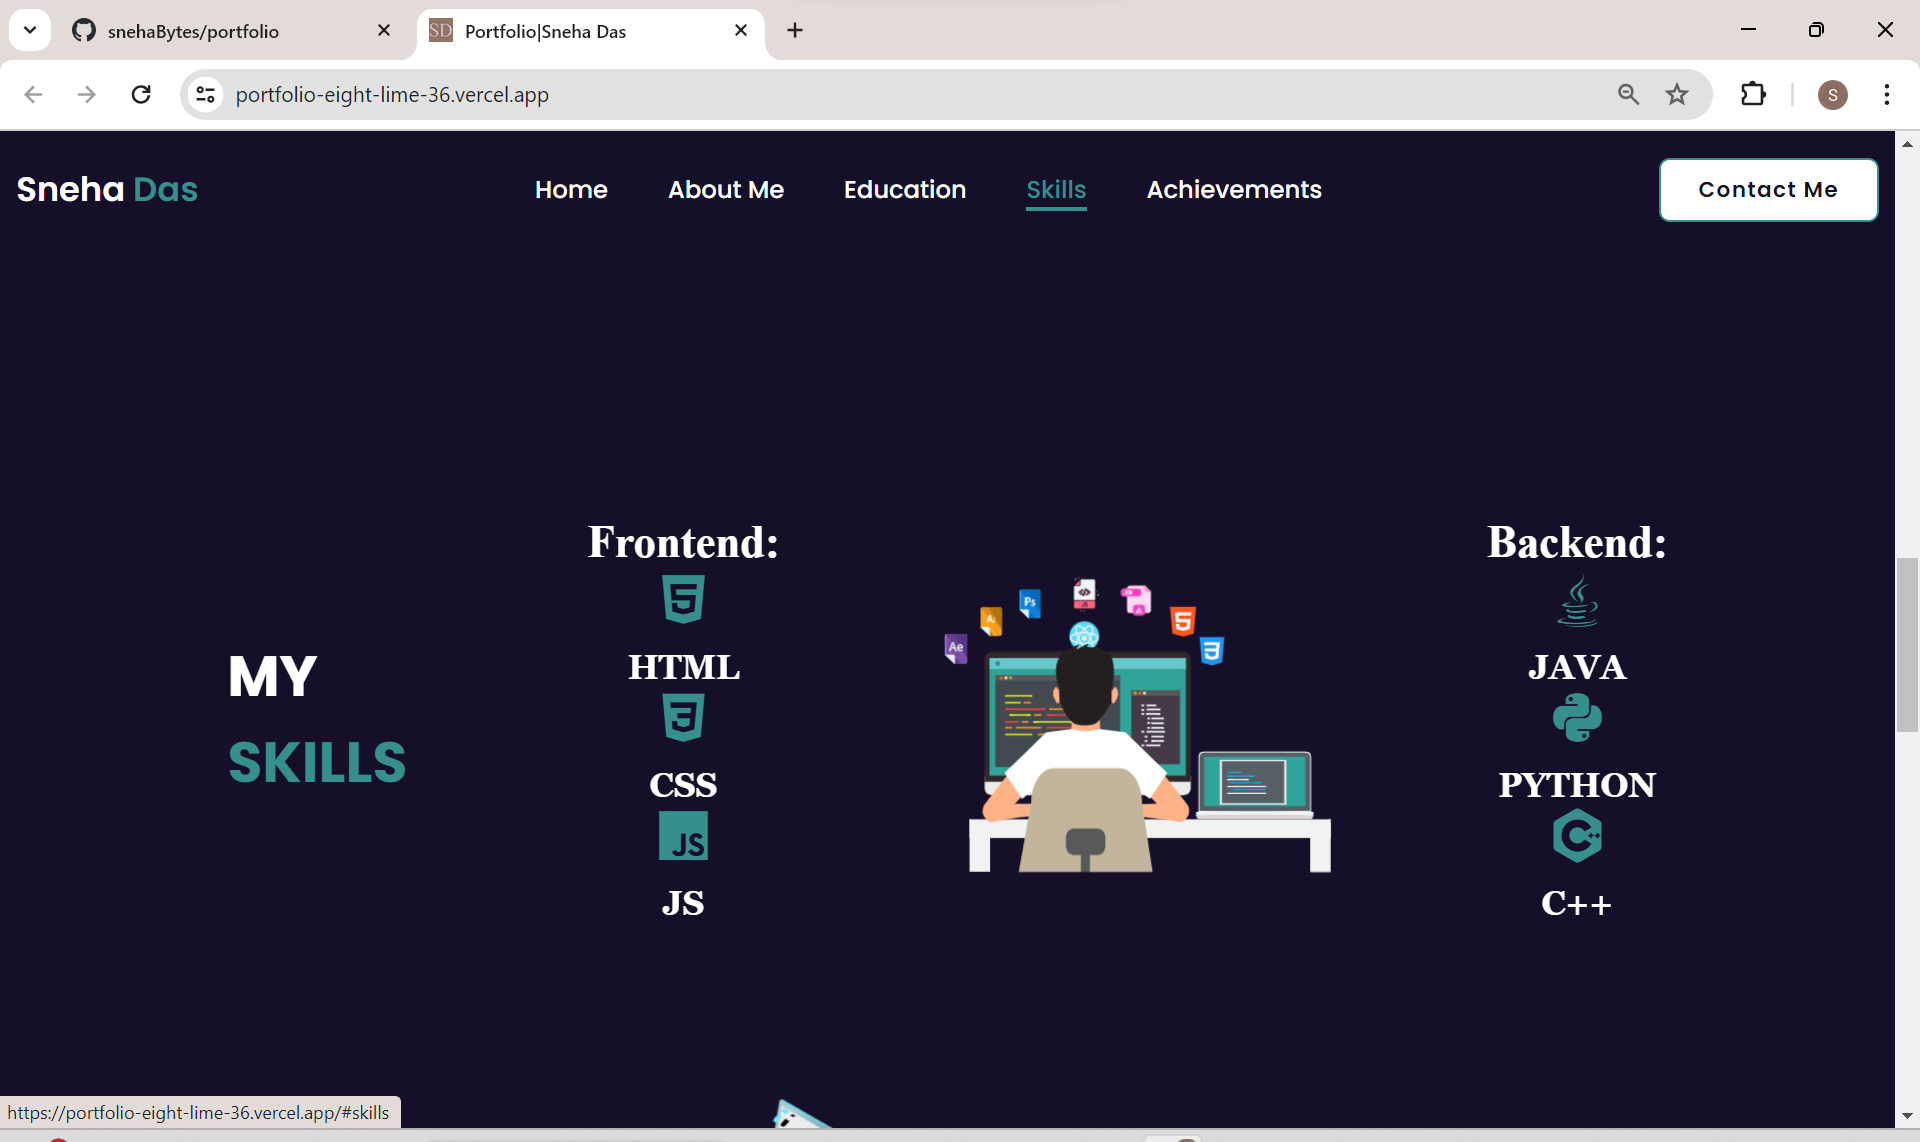 snehaBytes/portfolio
SD
Portfolio|Sneha Das
portfolio-eight-lime-36.vercel.app
S
Sneha Das
Home
About Me
Education
Skills
Achievements
Contact Me
MY
SKILLS
Frontend:
HTML
CSS
JS
JS
Ae
Ai
Ps
Backend:
JAVA
PYTHON
C++
C++
https://portfolio-eight-lime-36.vercel.app/#skills